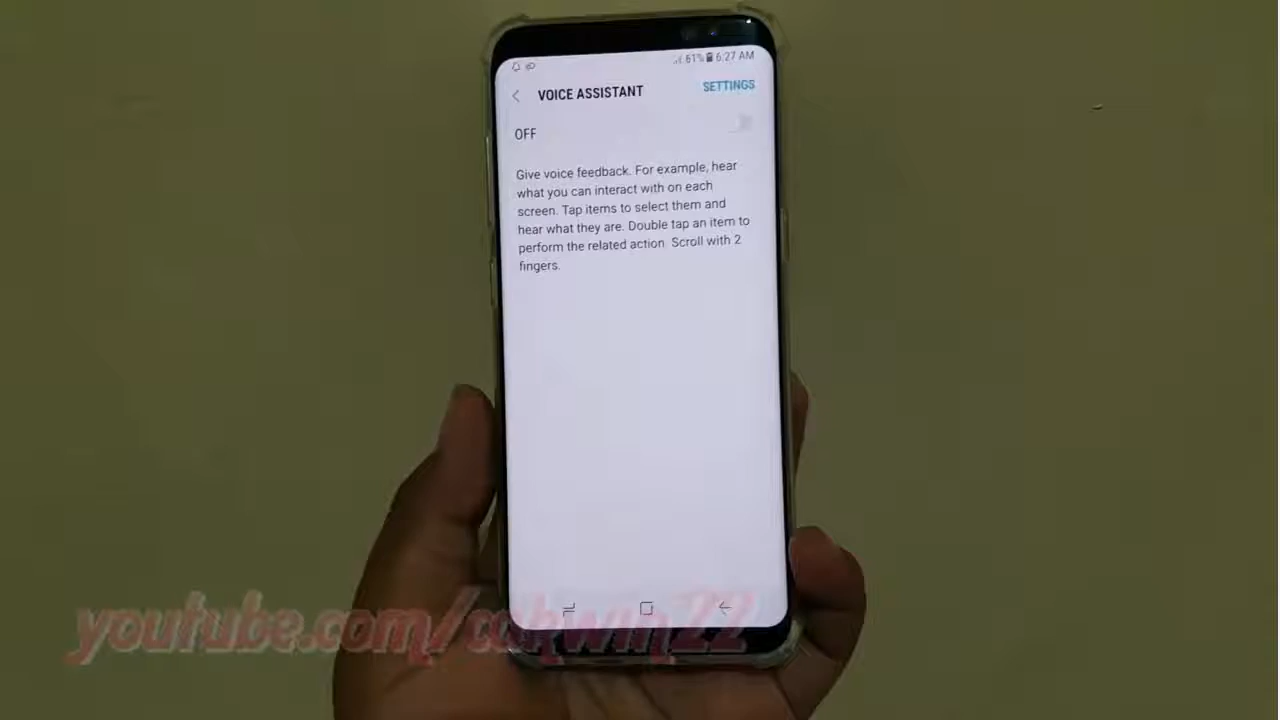 61% 6:27 AM
VOICE ASSISTANT
SETTINGS
OFF
Give voice feedback. For example, hear
what you can interact with on each
screen. Tap items to select them and
hear what they are. Double tap an item to
perform the related action. Scroll with 2
fingers.
youtube.com/cakwin22